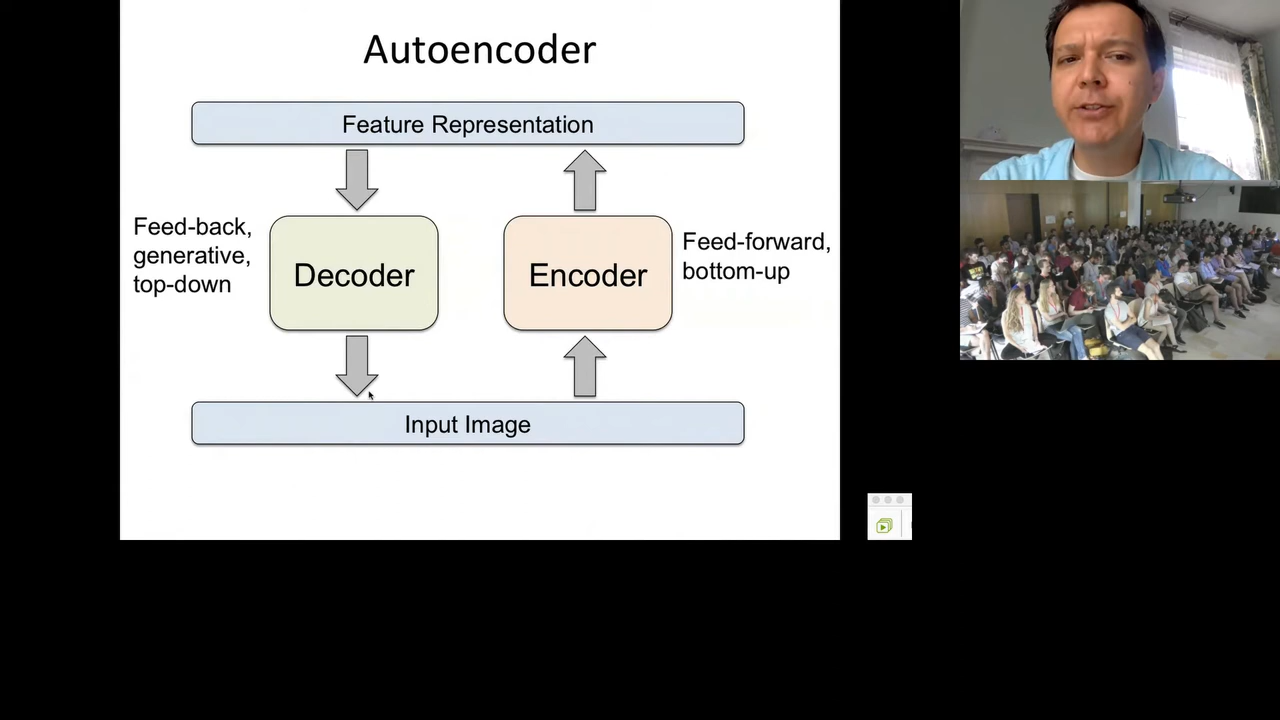 Autoencoder
Feature Representation
Feed-back,
generative,
top-down
Decoder
Encoder
Feed-forward,
bottom-up
Input Image